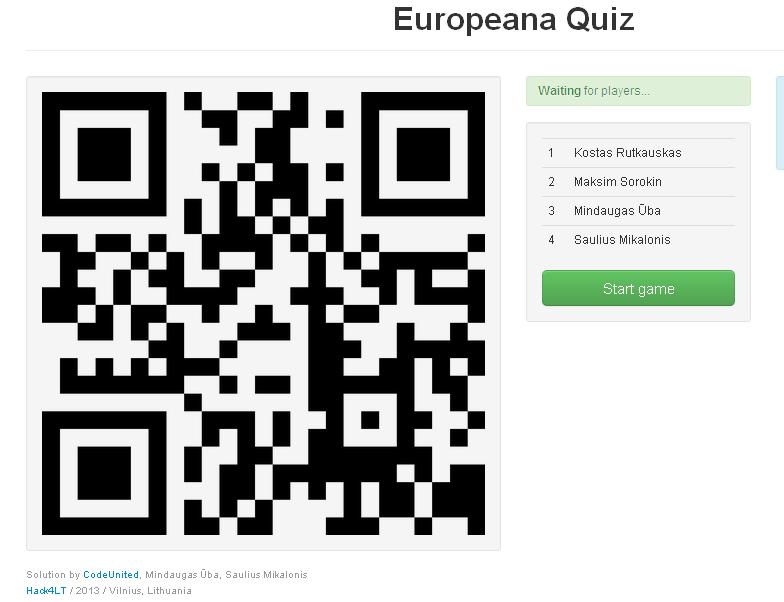 Europeana Quiz
Waiting for players...
1 Kostas Rutkauskas
2 Maksim Sorokin
3 Mindaugas Ūba
4 Saulius Mikalonis
Start game
Solution by CodeUnited, Mindaugas Ūba, Saulius Mikalonis
Hack4LT / 2013 / Vilnius, Lithuania